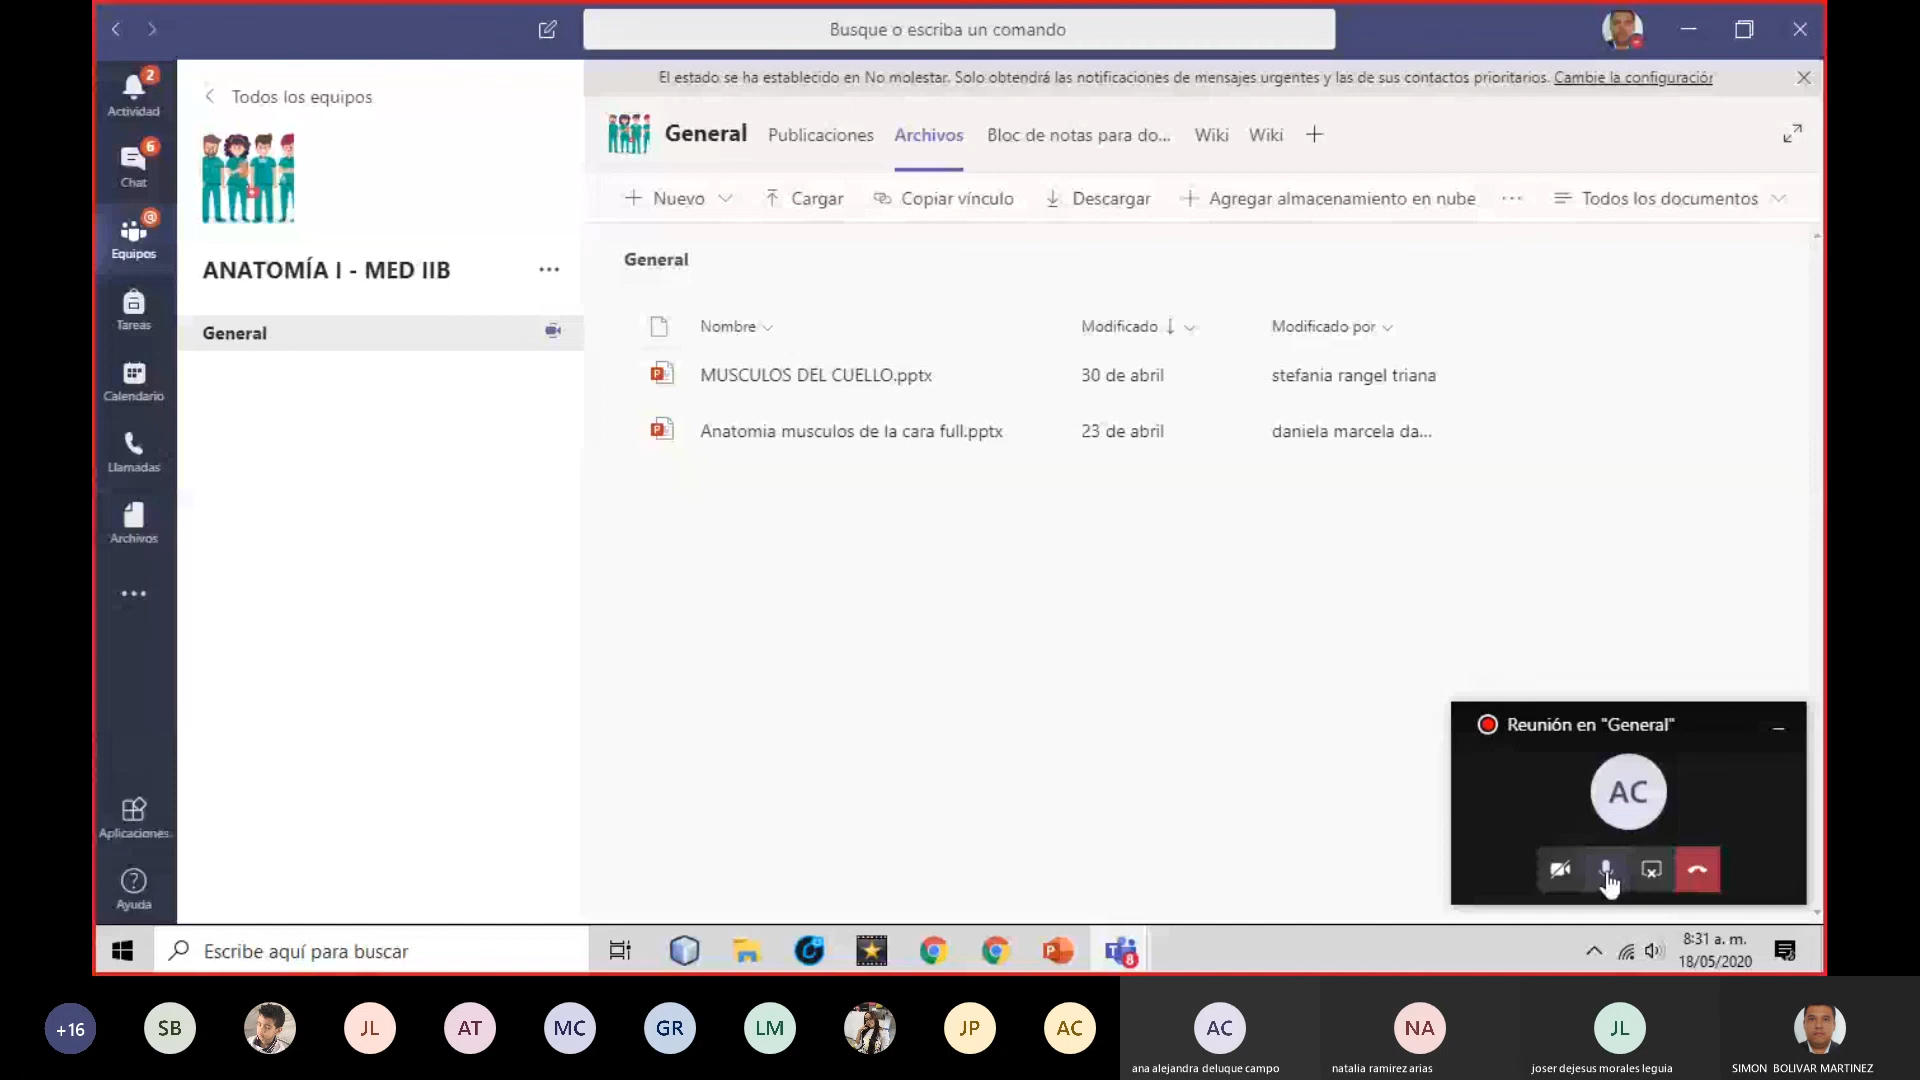 Busque o escriba un comando
El estado se ha establecido en No molestar. Solo obtendrá las notificaciones de mensajes urgentes y las de sus contactos prioritarios. Cambie la configuración
2
Actividad
6
Chat
@
Equipos
Tareas
Calendario
Llamadas
Archivos
Aplicaciones
Ayuda
Todos los equipos
ANATOMÍA I - MED IIB
General
General Publicaciones Archivos Bloc de notas para do... Wiki Wiki
Nuevo Cargar Copiar vínculo Descargar Agregar almacenamiento en nube Todos los documentos
General
Nombre Modificado Modificado por
MUSCULOS DEL CUELLO.pptx 30 de abril stefania rangel triana
Anatomia musculos de la cara full.pptx 23 de abril daniela marcela da...
Reunión en "General"
AC
Escribe aquí para buscar
8
8:31 a. m.
18/05/2020
+16 SB JL AT MC GR LM JP AC AC NA JL
ana alejandra deluque campo natalia ramirez arias joser dejesus morales leguia SIMON BOLIVAR MARTINEZ